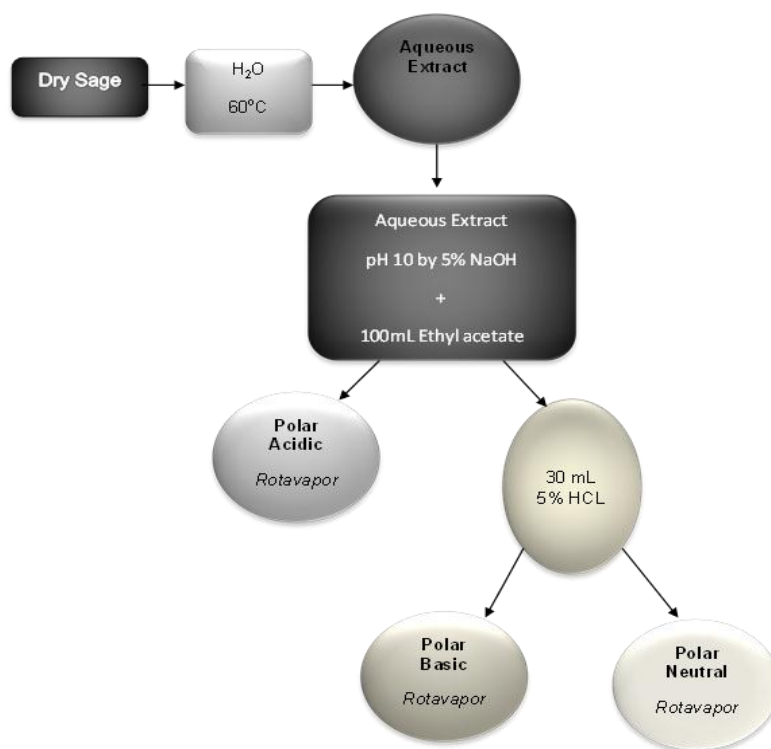 Dry Sage
H₂O
60°C
Aqueous
Extract
Aqueous Extract
pH 10 by 5% NaOH
+
100mL Ethyl acetate
Polar
Acidic
Rotavapor
30 mL
5% HCL
Polar
Basic
Rotavapor
Polar
Neutral
Rotavapor